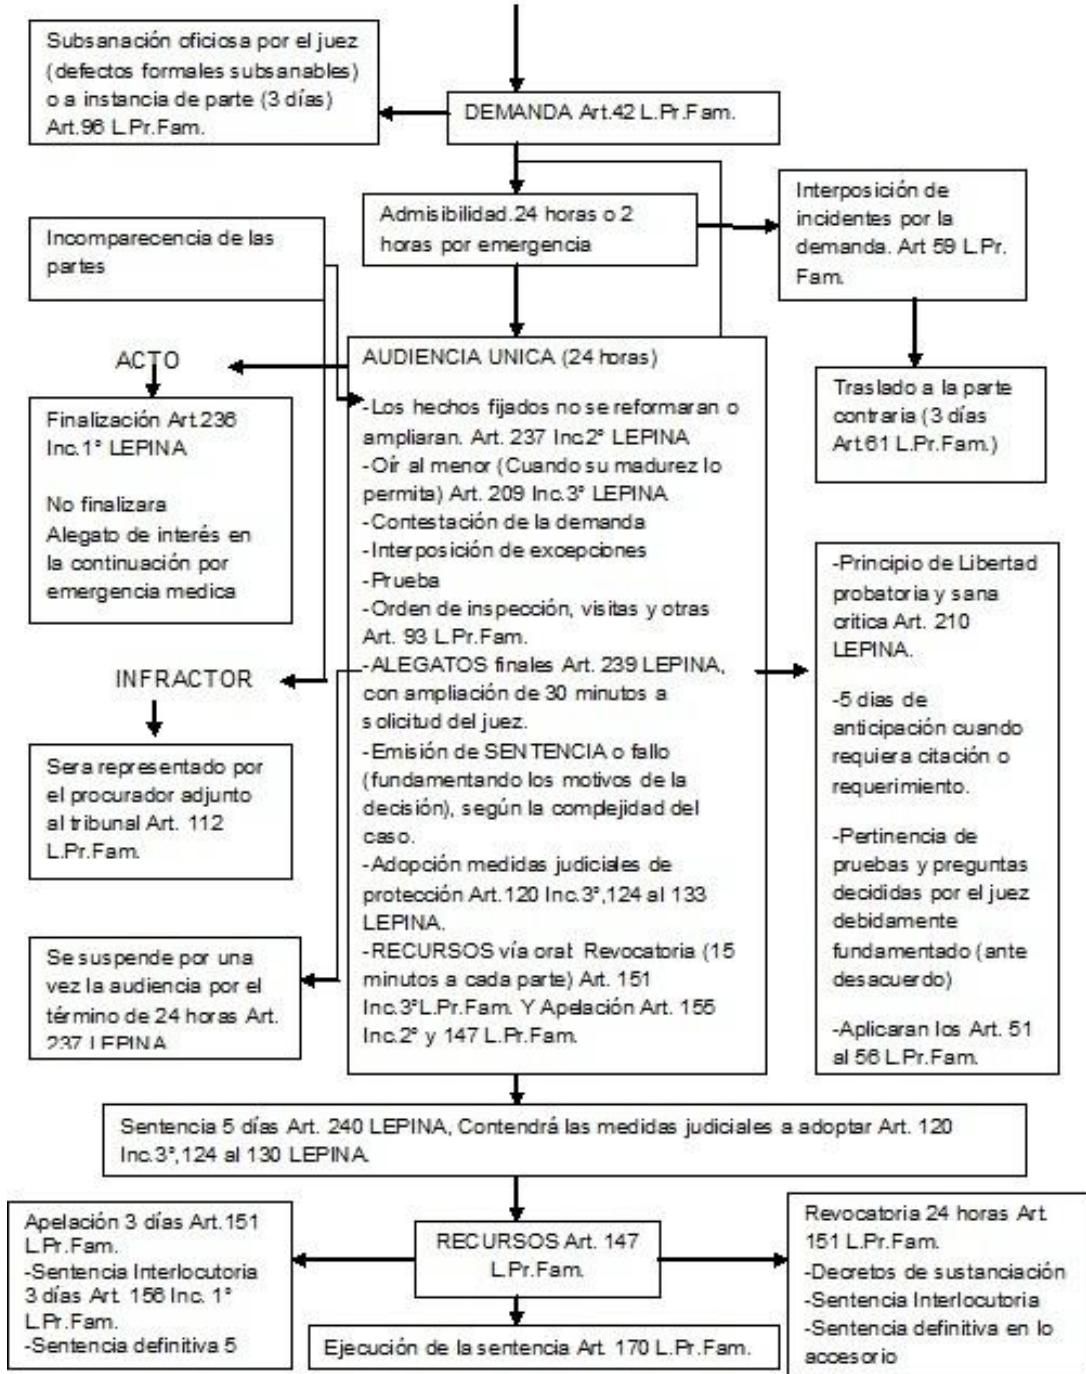 Subsanación oficiosa por el juez
(defectos formales subsanables)
o a instancia de parte (3 días)
Art.96 L.Pr.Fam.
DEMANDA Art.42 L.Pr.Fam.
Admisibilidad.24 horas o 2
horas por emergencia
Interposición de
incidentes por la
demanda. Art 59 L.Pr.
Fam.
Incomparecencia de las
partes
Traslado a la parte
contraria (3 días
Art.61 L.Pr.Fam.)
ACTO
Finalización Art.236
Inc.1° LEPINA
No finalizara
Alegato de interés en
la continuación por
emergencia medica
INFRACTOR
Sera representado por
el procurador adjunto
al tribunal Art. 112
L.Pr.Fam.
Se suspende por una
vez la audiencia por el
término de 24 horas Art.
237 LEPINA
AUDIENCIA UNICA (24 horas)
-Los hechos fijados no se reformaran o
ampliaran. Art. 237 Inc.2° LEPINA
-Oír al menor (Cuando su madurez lo
permita) Art. 209 Inc.3° LEPINA
-Contestación de la demanda
-Interposición de excepciones
-Prueba
-Orden de inspección, visitas y otras
Art. 93 L.Pr.Fam.
-ALEGATOS finales Art. 239 LEPINA,
con ampliación de 30 minutos a
solicitud del juez.
-Emisión de SENTENCIA o fallo
(fundamentando los motivos de la
decisión), según la complejidad del
caso.
-Adopción medidas judiciales de
protección Art.120 Inc.3°,124 al 133
LEPINA.
-RECURSOS vía oral: Revocatoria (15
minutos a cada parte) Art. 151
Inc.3°L.Pr.Fam. Y Apelación Art. 155
Inc.2° y 147 L.Pr.Fam.
-Principio de Libertad
probatoria y sana
critica Art. 210
LEPINA.
-5 dias de
anticipación cuando
requiera citación o
requerimiento.
-Pertinencia de
pruebas y preguntas
decididas por el juez
debidamente
fundamentado (ante
desacuerdo)
-Aplicaran los Art. 51
al 56 L.Pr.Fam.
Sentencia 5 días Art. 240 LEPINA, Contendrá las medidas judiciales a adoptar Art. 120
Inc.3°,124 al 130 LEPINA.
Apelación 3 días Art.151
L.Pr.Fam.
-Sentencia Interlocutoria
3 días Art. 156 Inc. 1°
L.Pr.Fam.
-Sentencia definitiva 5
RECURSOS Art. 147
L.Pr.Fam.
Revocatoria 24 horas Art.
151 L.Pr.Fam.
-Decretos de sustanciación
-Sentencia Interlocutoria
-Sentencia definitiva en lo
accesorio
Ejecución de la sentencia Art. 170 L.Pr.Fam.